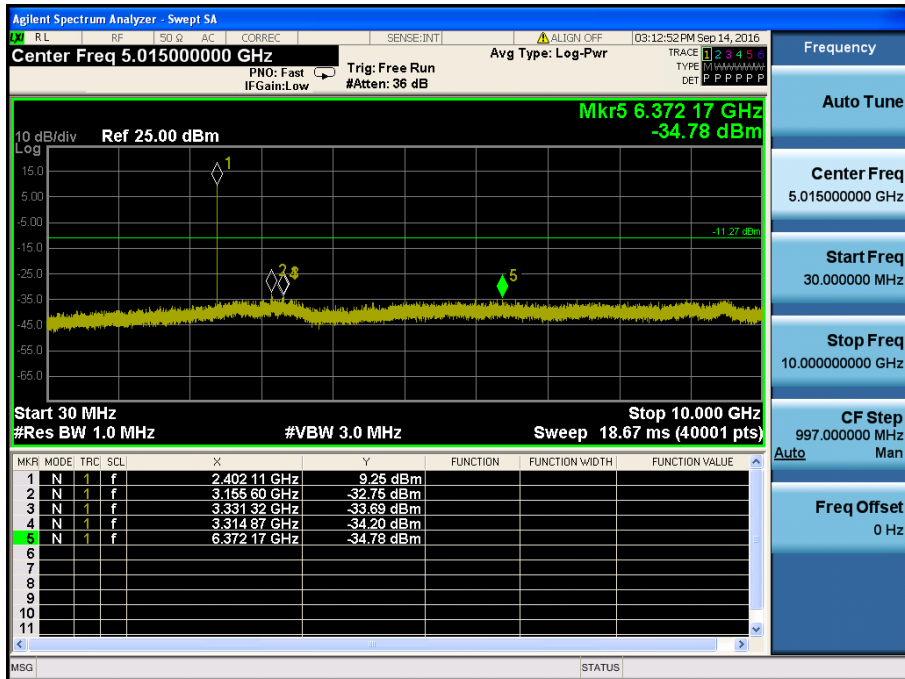 Agilent Spectrum Analyzer - Swept SA
LXI RL RF 50 Ω AC CORREC SENSE:INT ALIGN OFF 03:12:52 PM Sep 14, 2016
Center Freq 5.015000000 GHz
PNO: Fast
IFGain:Low
Trig: Free Run
#Atten: 36 dB
Avg Type: Log-Pwr
TRACE 1 2 3 4 5 6
TYPE M
DET P P P P P P
Mkr5 6.372 17 GHz
-34.78 dBm
10 dB/div Ref 25.00 dBm
Log
15.0
5.00
-5.00
-15.0
-25.0
-35.0
-45.0
-55.0
-65.0
1
2
5
-11.27 dBm
Start 30 MHz Stop 10.000 GHz
#Res BW 1.0 MHz #VBW 3.0 MHz Sweep 18.67 ms (40001 pts)
MKR MODE TRC SCL X Y FUNCTION FUNCTION WIDTH FUNCTION VALUE
1 N 1 f 2.402 11 GHz 9.25 dBm
2 N 1 f 3.155 60 GHz -32.75 dBm
3 N 1 f 3.331 32 GHz -33.69 dBm
4 N 1 f 3.314 87 GHz -34.20 dBm
5 N 1 f 6.372 17 GHz -34.78 dBm
6
7
8
9
10
11
MSG STATUS
Frequency
Auto Tune
Center Freq
5.015000000 GHz
Start Freq
30.000000 MHz
Stop Freq
10.000000000 GHz
CF Step
997.000000 MHz
Auto Man
Freq Offset
0 Hz